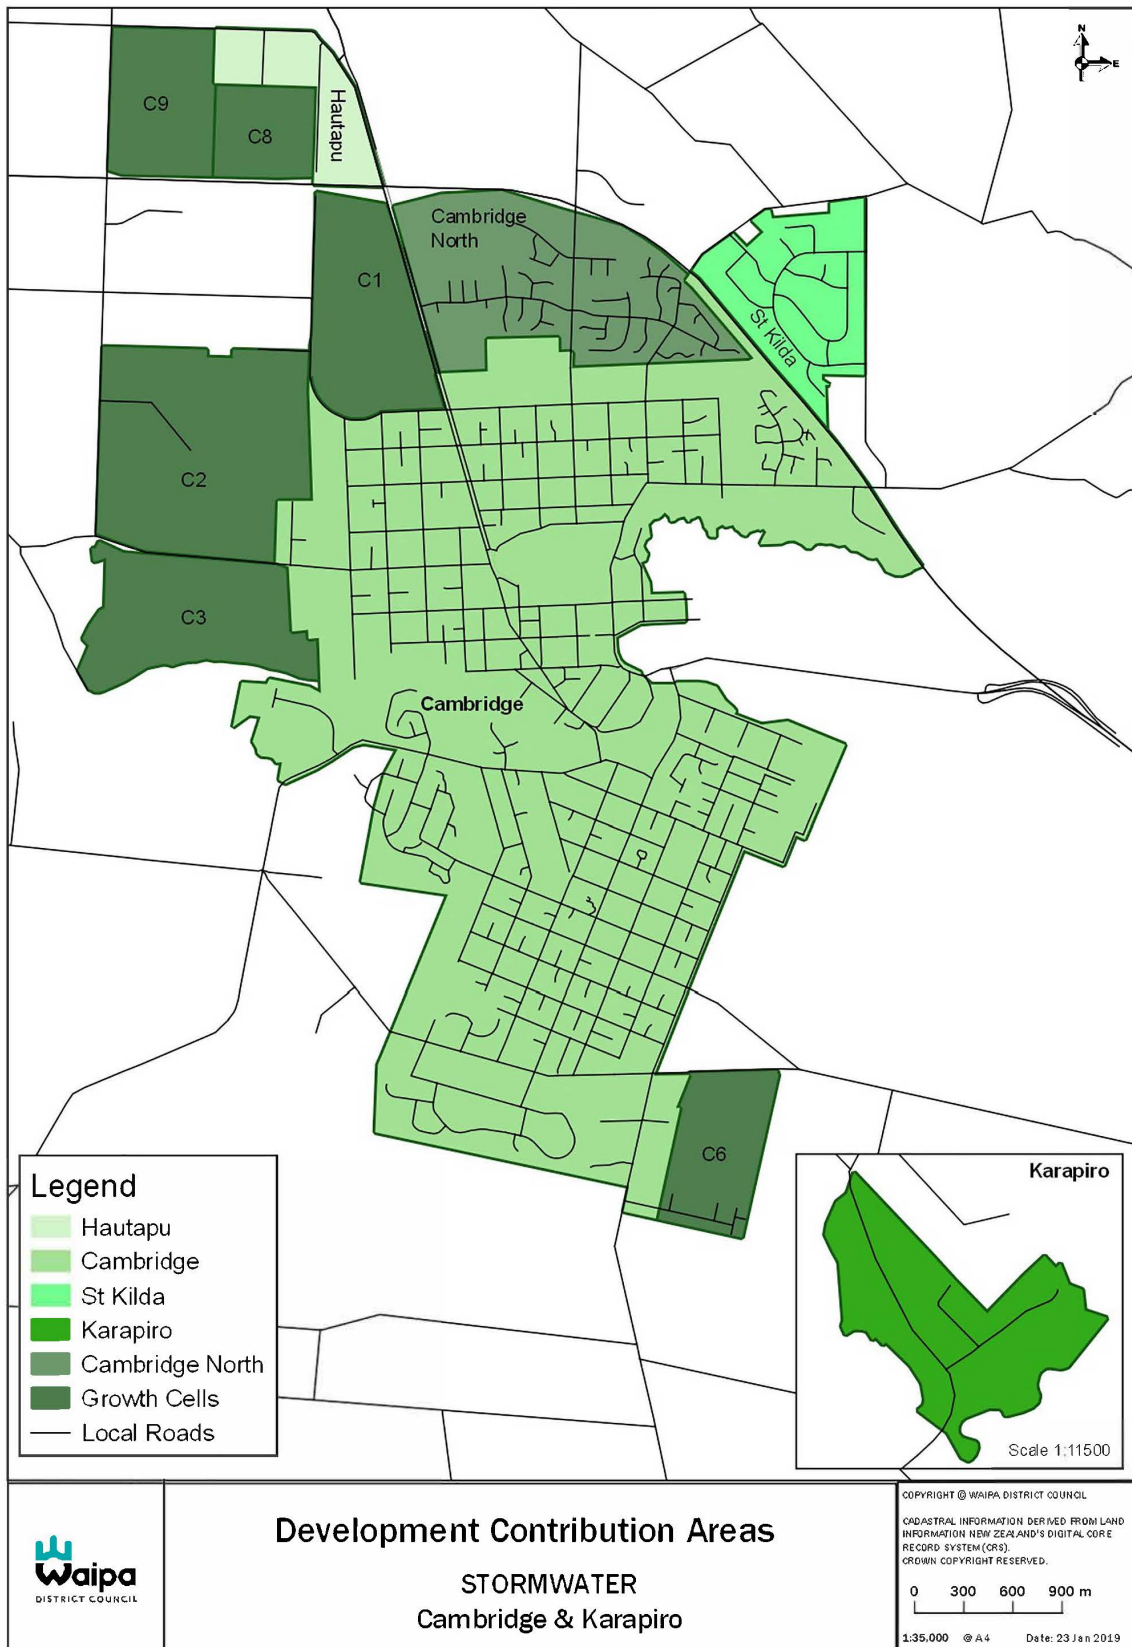 N
E
C9
C8
Hautapu
Cambridge
North
C1
St Kilda
C2
C3
Cambridge
C6
Legend
Hautapu
Cambridge
St Kilda
Karapiro
Cambridge North
Growth Cells
Local Roads
Karapiro
Scale 1:11500
Waipa
DISTRICT COUNCIL
Development Contribution Areas
STORMWATER
Cambridge & Karapiro
COPYRIGHT © WAIPA DISTRICT COUNCIL
CADASTRAL INFORMATION DERIVED FROM LAND
INFORMATION NEW ZEALAND'S DIGITAL CORE
RECORD SYSTEM (CRS).
CROWN COPYRIGHT RESERVED.
0 300 600 900 m
1:35,000 @ A4 Date: 23 Jan 2019